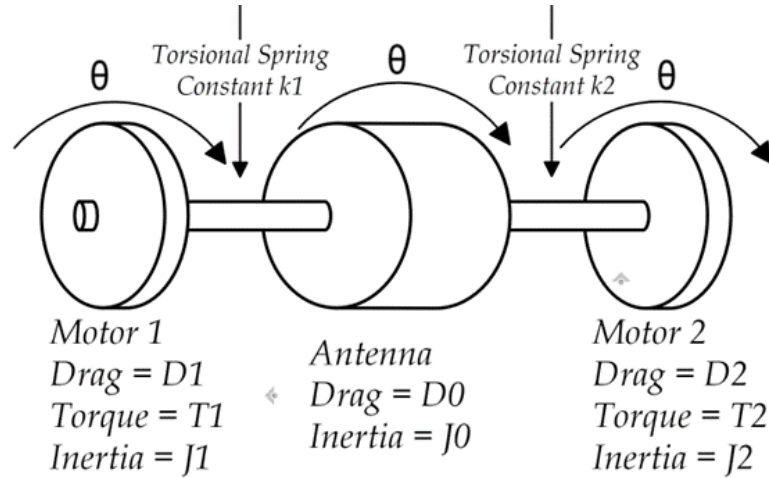 Torsional Spring
Constant k1
Torsional Spring
Constant k2
θ
θ
θ
Motor 1
Drag = D1
Torque = T1
Inertia = J1
Antenna
Drag = D0
Inertia = J0
Motor 2
Drag = D2
Torque = T2
Inertia = J2